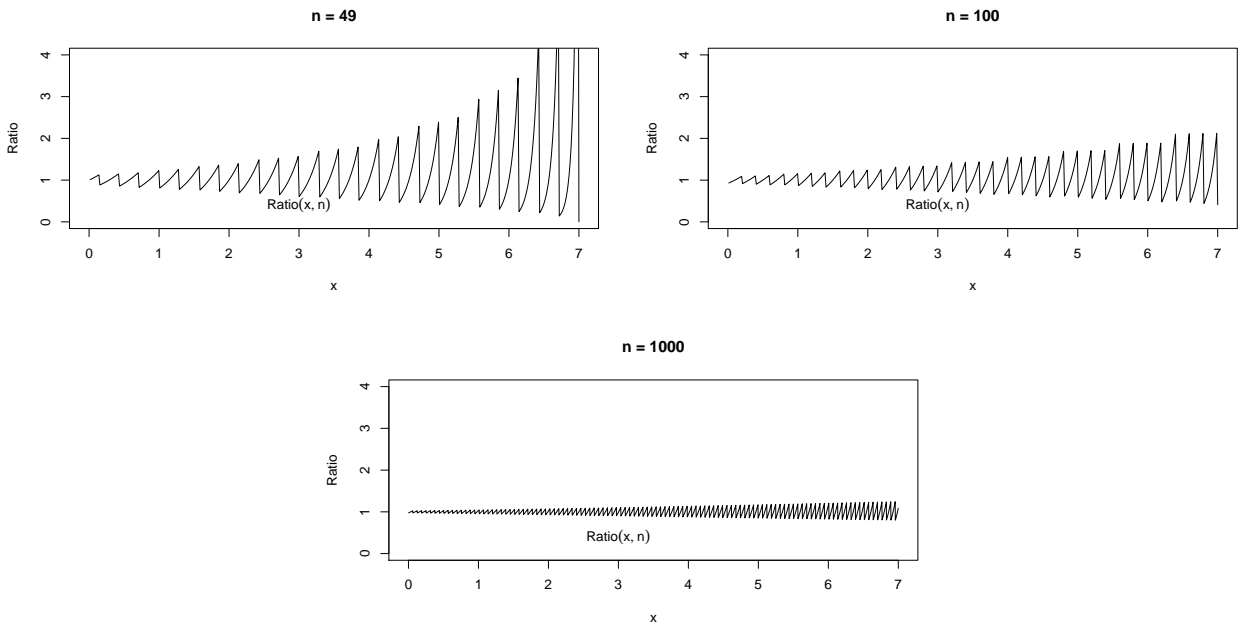 n = 49
4
3
2
1
0
Ratio
Ratio(x, n)
0 1 2 3 4 5 6 7
x
n = 100
4
3
2
1
0
Ratio
Ratio(x, n)
0 1 2 3 4 5 6 7
x
n = 1000
4
3
2
1
0
Ratio
Ratio(x, n)
0 1 2 3 4 5 6 7
x